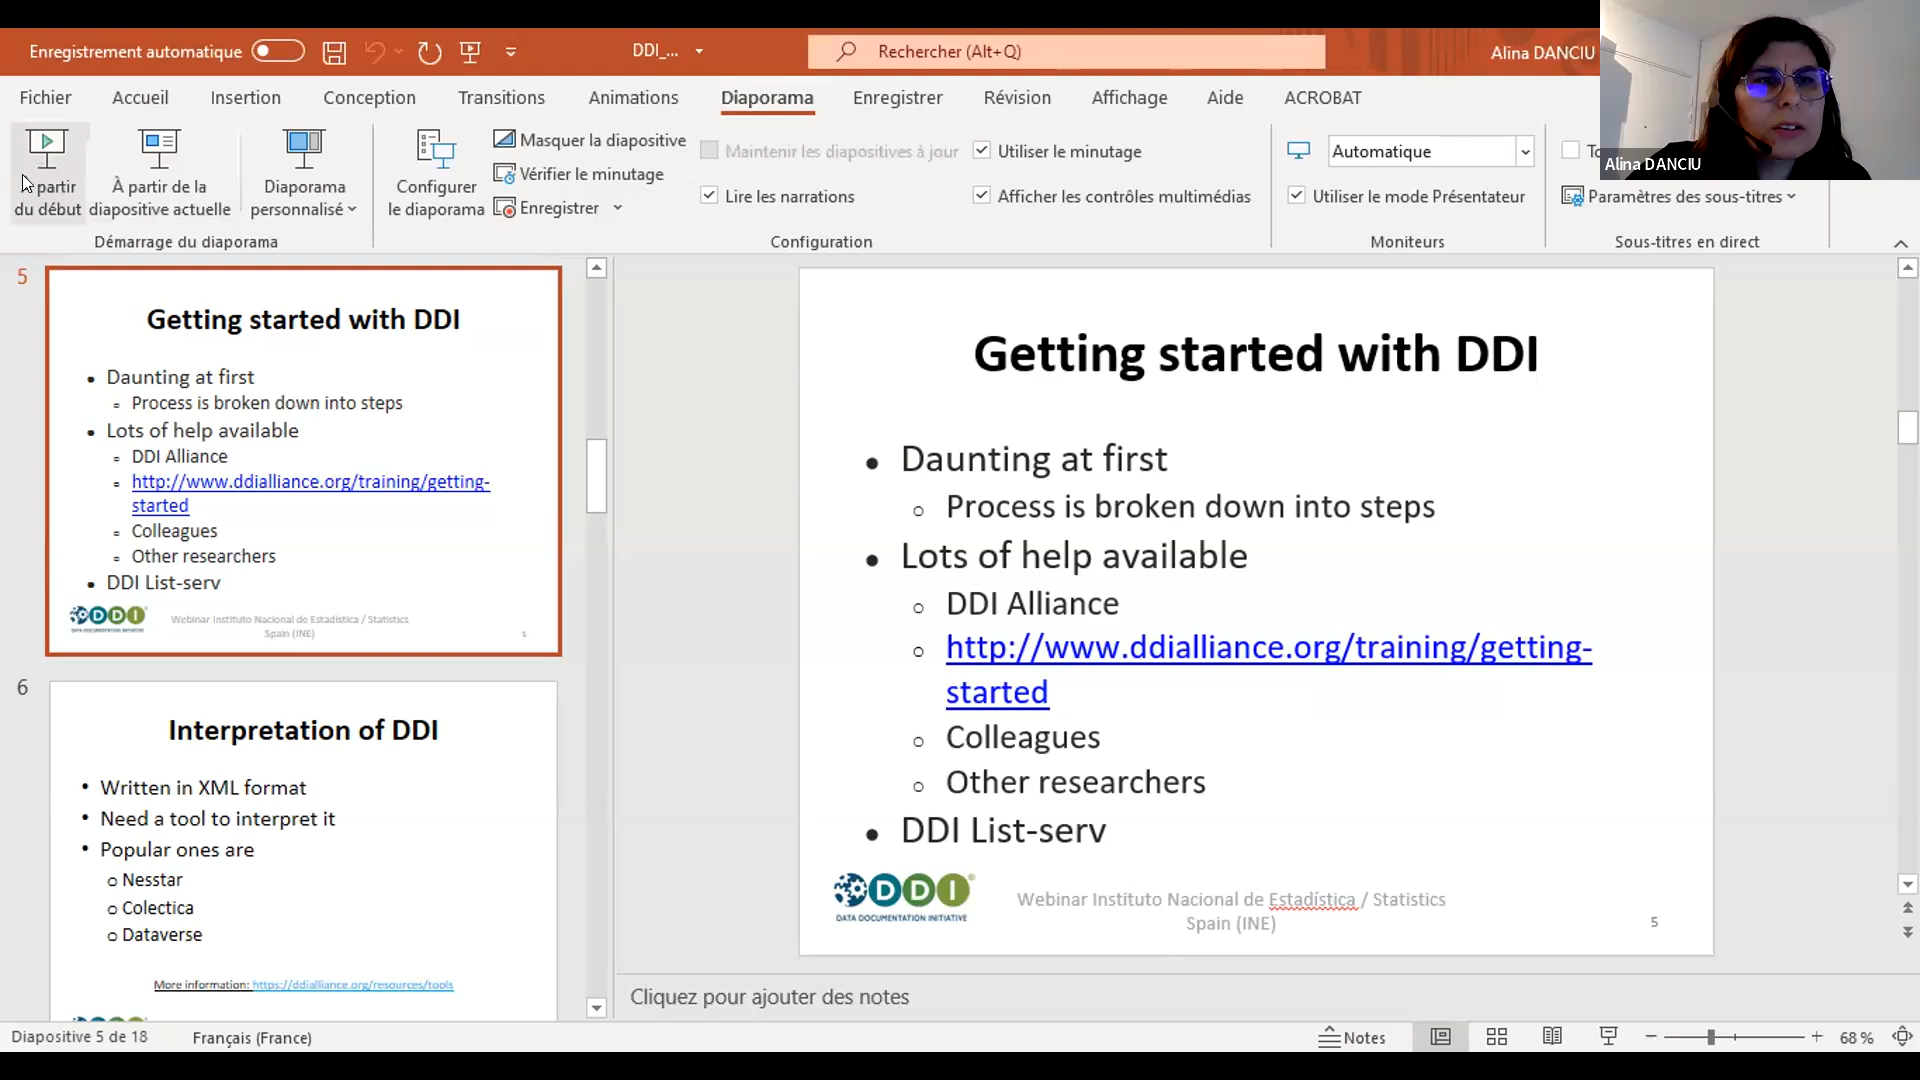 Enregistrement automatique
DDI_...
Rechercher (Alt+Q)
Alina DANCIU
Fichier
Accueil
Insertion
Conception
Transitions
Animations
Diaporama
Enregistrer
Révision
Affichage
Aide
ACROBAT
partir
du début
À partir de la
diapositive actuelle
Diaporama
personnalisé
Configurer
le diaporama
Masquer la diapositive
Vérifier le minutage
Enregistrer
Maintenir les diapositives à jour
Lire les narrations
Utiliser le minutage
Afficher les contrôles multimédias
Automatique
Utiliser le mode Présentateur
Alina DANCIU
Paramètres des sous-titres
Démarrage du diaporama
Configuration
Moniteurs
Sous-titres en direct
5
Getting started with DDI
Daunting at first
Process is broken down into steps
Lots of help available
DDI Alliance
http://www.ddialliance.org/training/getting-
started
Colleagues
Other researchers
DDI List-serv
DDI
DATA DOCUMENTATION INITIATIVE
Webinar Instituto Nacional de Estadística / Statistics
Spain (INE)
5
6
Interpretation of DDI
Written in XML format
Need a tool to interpret it
Popular ones are
Nesstar
Colectica
Dataverse
More information: https://ddialliance.org/resources/tools
Getting started with DDI
Daunting at first
Process is broken down into steps
Lots of help available
DDI Alliance
http://www.ddialliance.org/training/getting-
started
Colleagues
Other researchers
DDI List-serv
DDI
DATA DOCUMENTATION INITIATIVE
Webinar Instituto Nacional de Estadística / Statistics
Spain (INE)
5
Cliquez pour ajouter des notes
Diapositive 5 de 18
Français (France)
Notes
68 %